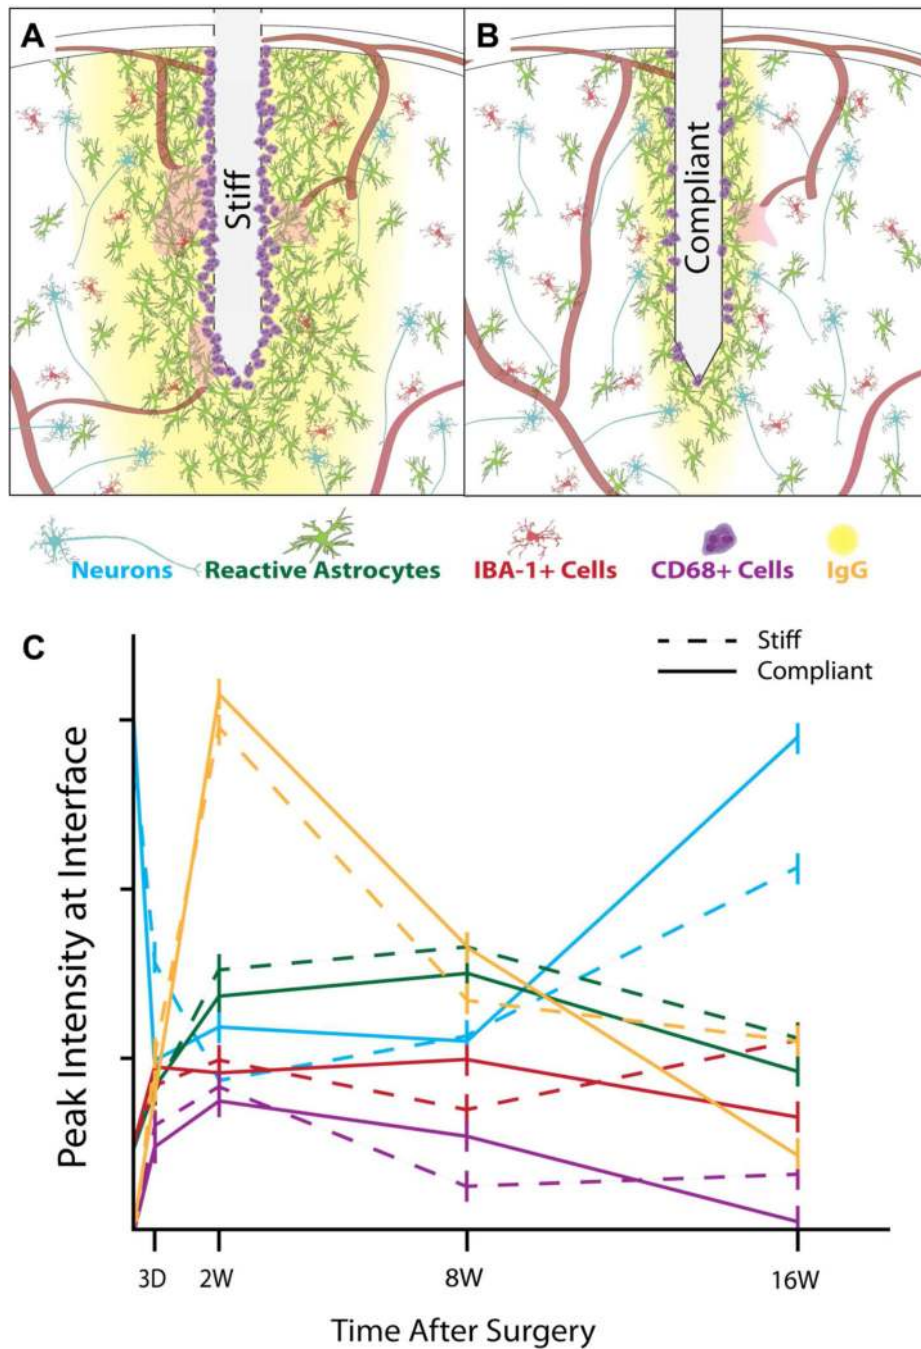 A
B
Stiff
Compliant
Neurons Reactive Astrocytes IBA-1+ Cells CD68+ Cells IgG
C
Stiff
Compliant
Peak Intensity at Interface
3D 2W 8W 16W
Time After Surgery